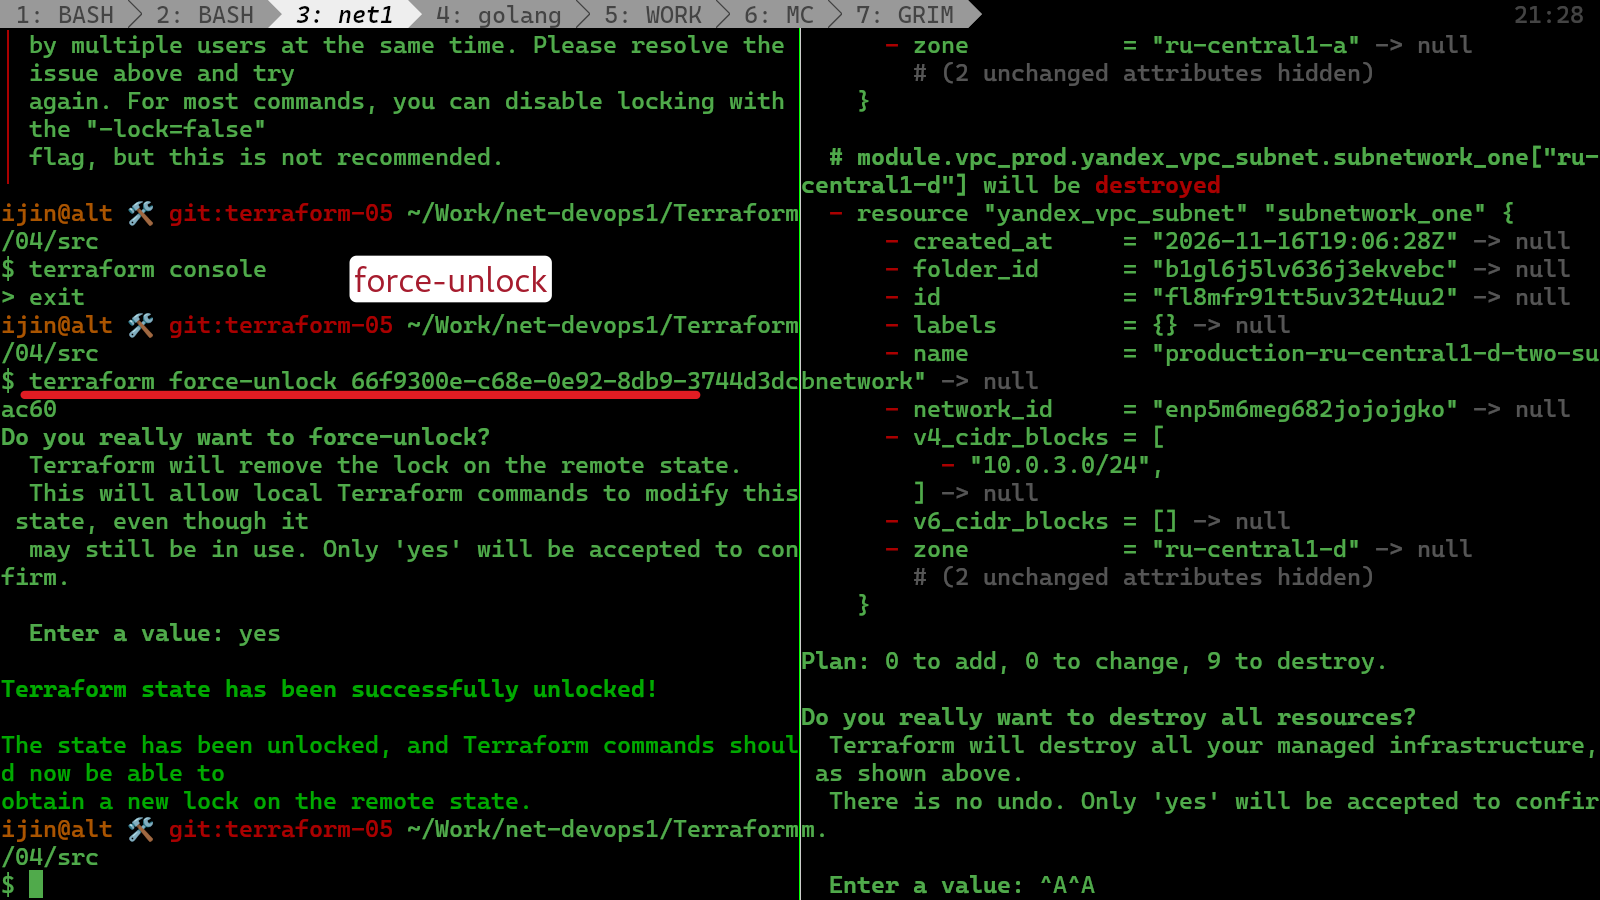 1: BASH 2: BASH 3: net1 4: golang 5: WORK 6: MC 7: GRIM 21:28
by multiple users at the same time. Please resolve the
issue above and try
again. For most commands, you can disable locking with
the "-lock=false"
flag, but this is not recommended.
ijin@alt 🛠 git:terraform-05 ~/Work/net-devops1/Terraform
/04/src
$ terraform console
> exit
ijin@alt 🛠 git:terraform-05 ~/Work/net-devops1/Terraform
/04/src
$ terraform force-unlock 66f9300e-c68e-0e92-8db9-3744d3dc
ac60
Do you really want to force-unlock?
Terraform will remove the lock on the remote state.
This will allow local Terraform commands to modify this
state, even though it
may still be in use. Only 'yes' will be accepted to con
firm.
Enter a value: yes
Terraform state has been successfully unlocked!
The state has been unlocked, and Terraform commands shoul
d now be able to
obtain a new lock on the remote state.
ijin@alt 🛠 git:terraform-05 ~/Work/net-devops1/Terraform
/04/src
$
force-unlock
- zone = "ru-central1-a" -> null
# (2 unchanged attributes hidden)
}
# module.vpc_prod.yandex_vpc_subnet.subnetwork_one["ru-
central1-d"] will be destroyed
- resource "yandex_vpc_subnet" "subnetwork_one" {
- created_at = "2026-11-16T19:06:28Z" -> null
- folder_id = "b1gl6j5lv636j3ekvebc" -> null
- id = "fl8mfr91tt5uv32t4uu2" -> null
- labels = {} -> null
- name = "production-ru-central1-d-two-su
bnetwork" -> null
- network_id = "enp5m6meg682jojojgko" -> null
- v4_cidr_blocks = [
- "10.0.3.0/24",
] -> null
- v6_cidr_blocks = [] -> null
- zone = "ru-central1-d" -> null
# (2 unchanged attributes hidden)
}
Plan: 0 to add, 0 to change, 9 to destroy.
Do you really want to destroy all resources?
Terraform will destroy all your managed infrastructure,
as shown above.
There is no undo. Only 'yes' will be accepted to confir
m.
Enter a value: ^A^A